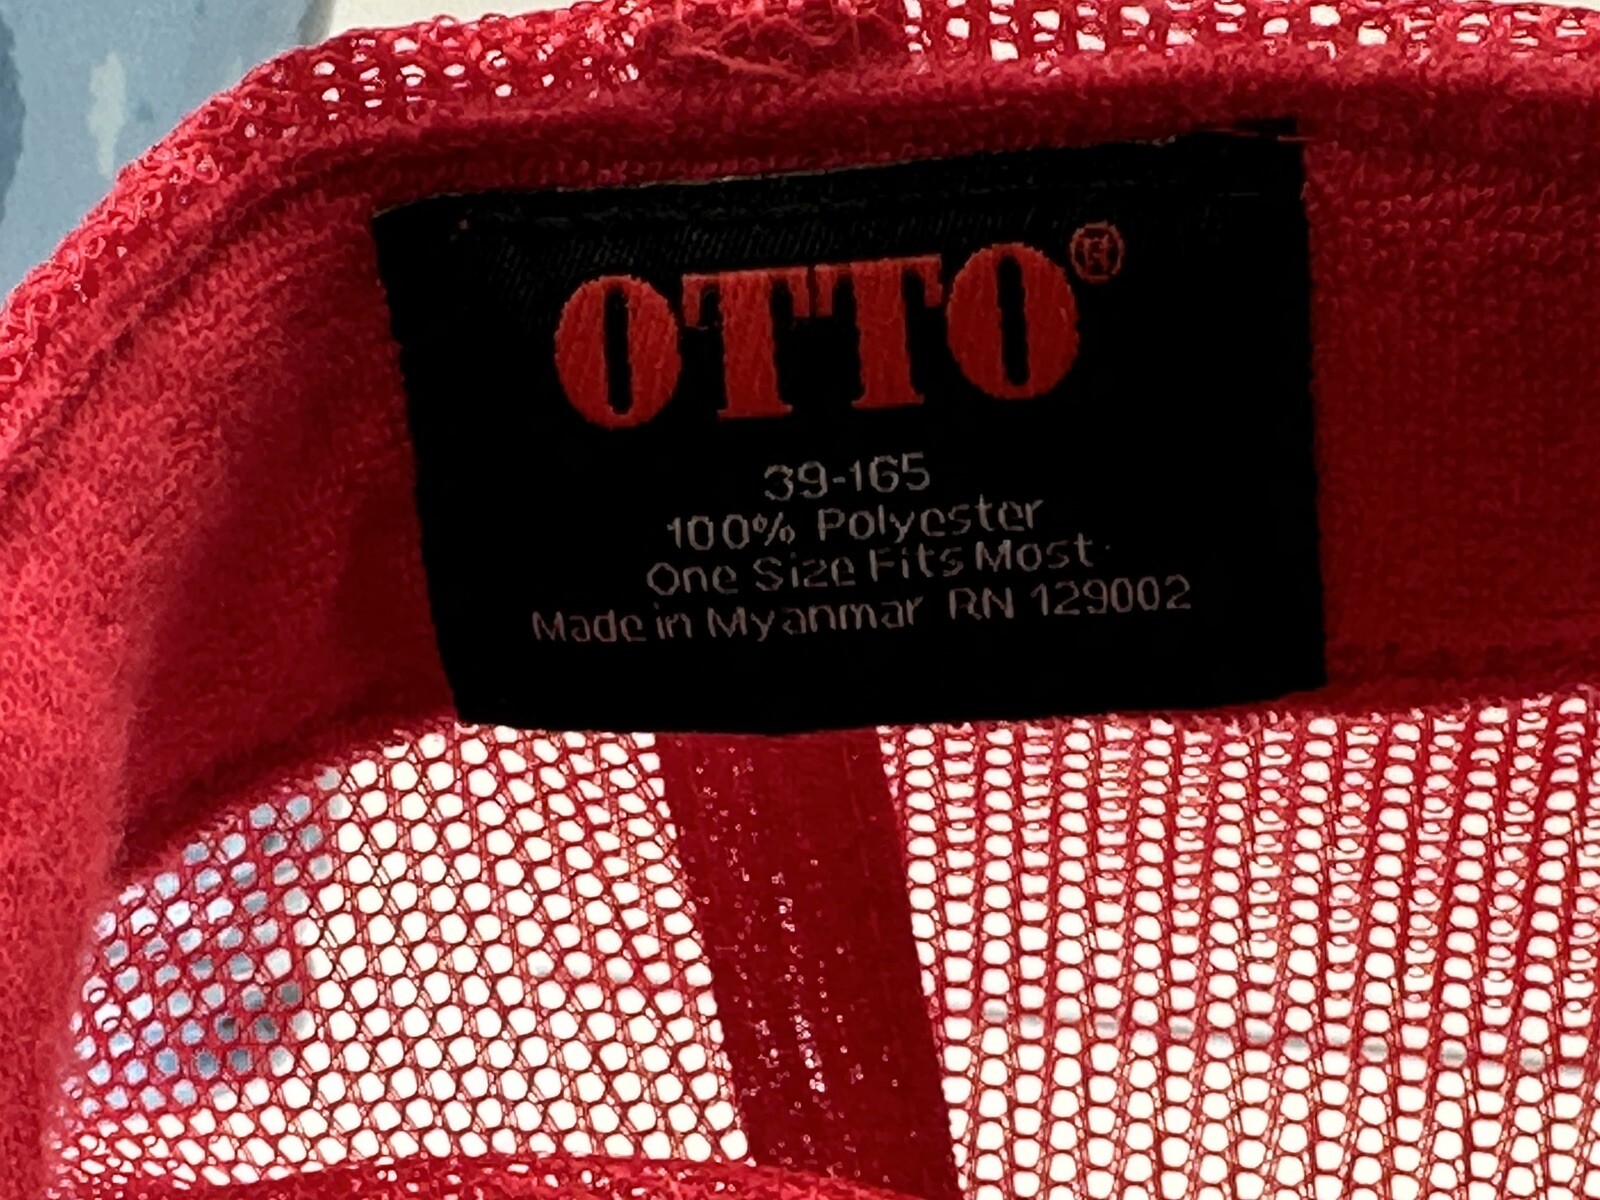 OTTO®
39-165
100% Polyester
One Size Fits Most
Made in Myanmar RN 129002